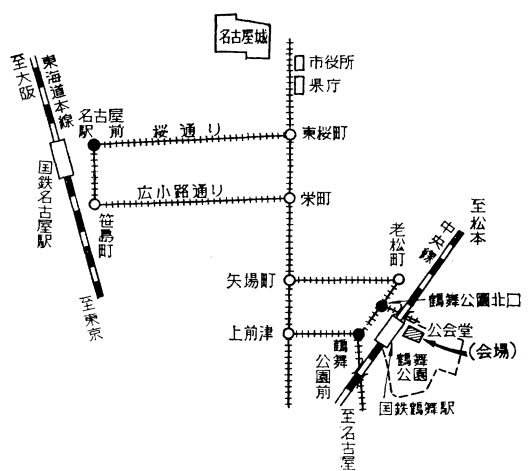 名古屋城
市役所
県庁
至大阪
東海道本線
名古屋駅前
桜通り
東桜町
国鉄名古屋駅
広小路通り
栄町
笹島町
至東京
至松本
中央線
老松町
矢場町
鶴舞公園北口
公会堂
(会場)
上前津
鶴舞公園前
鶴舞公園
国鉄鶴舞駅
至名古屋